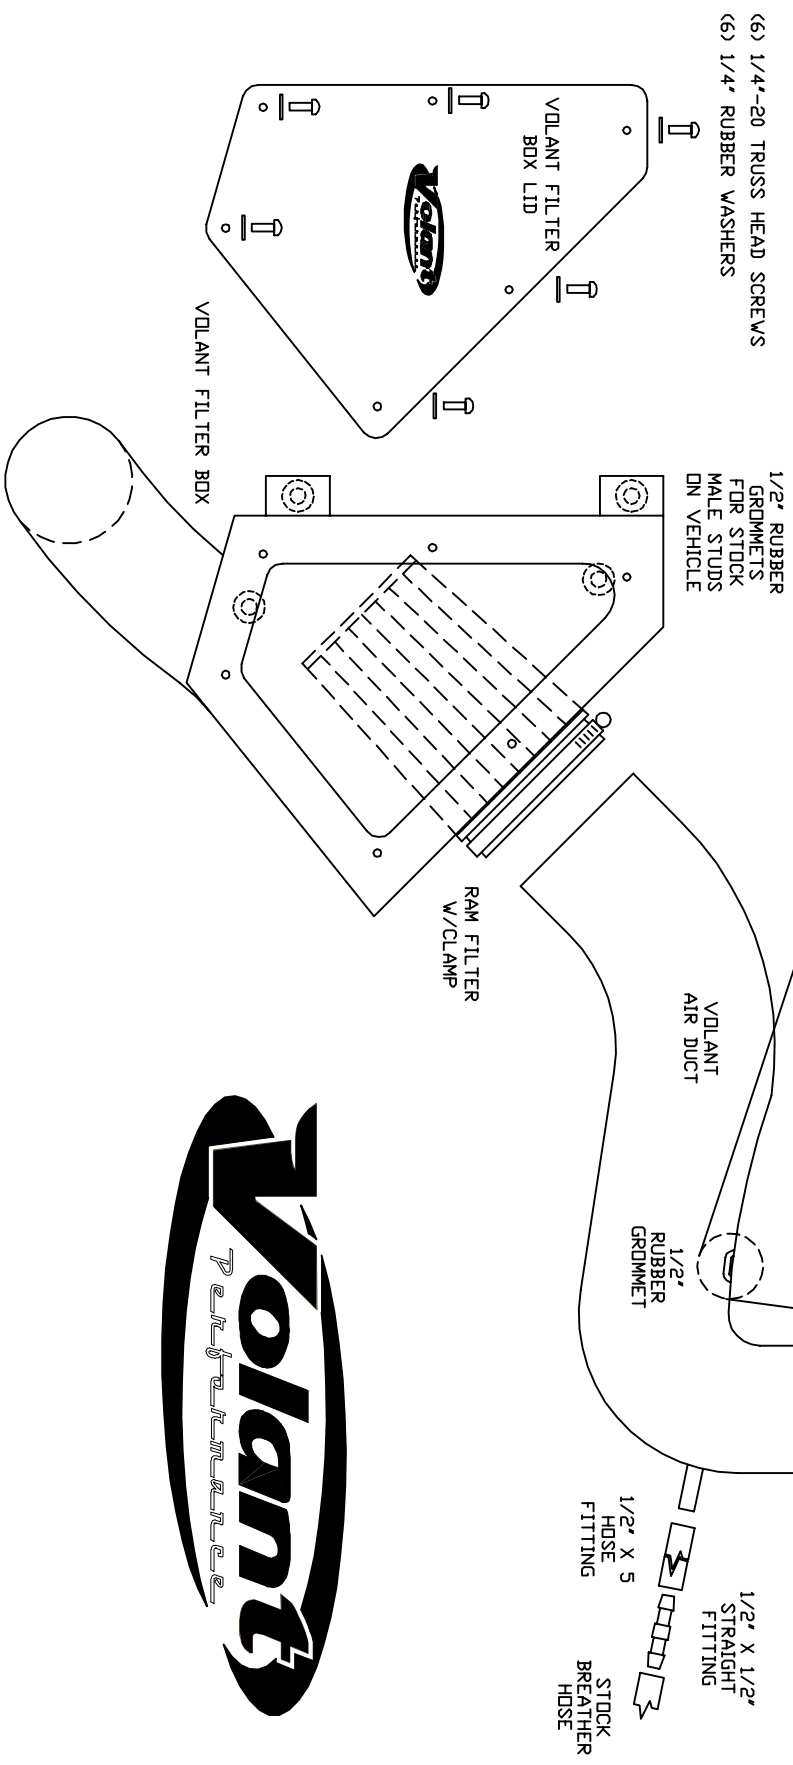 (6) 1/4"-20 TRUSS HEAD SCREWS
(6) 1/4" RUBBER WASHERS
VOLANT FILTER
BOX LID
Volant
Performance
VOLANT FILTER BOX
1/2" RUBBER
GROMMETS
FOR STOCK
MALE STUDS
ON VEHICLE
RAM FILTER
W/CLAMP
VOLANT
AIR DUCT
1/2"
RUBBER
GROMMET
1/2" X 5
HOSE
FITTING
1/2" X 1/2"
STRAIGHT
FITTING
STOCK
BREATHER
HOSE
Volant
Performance